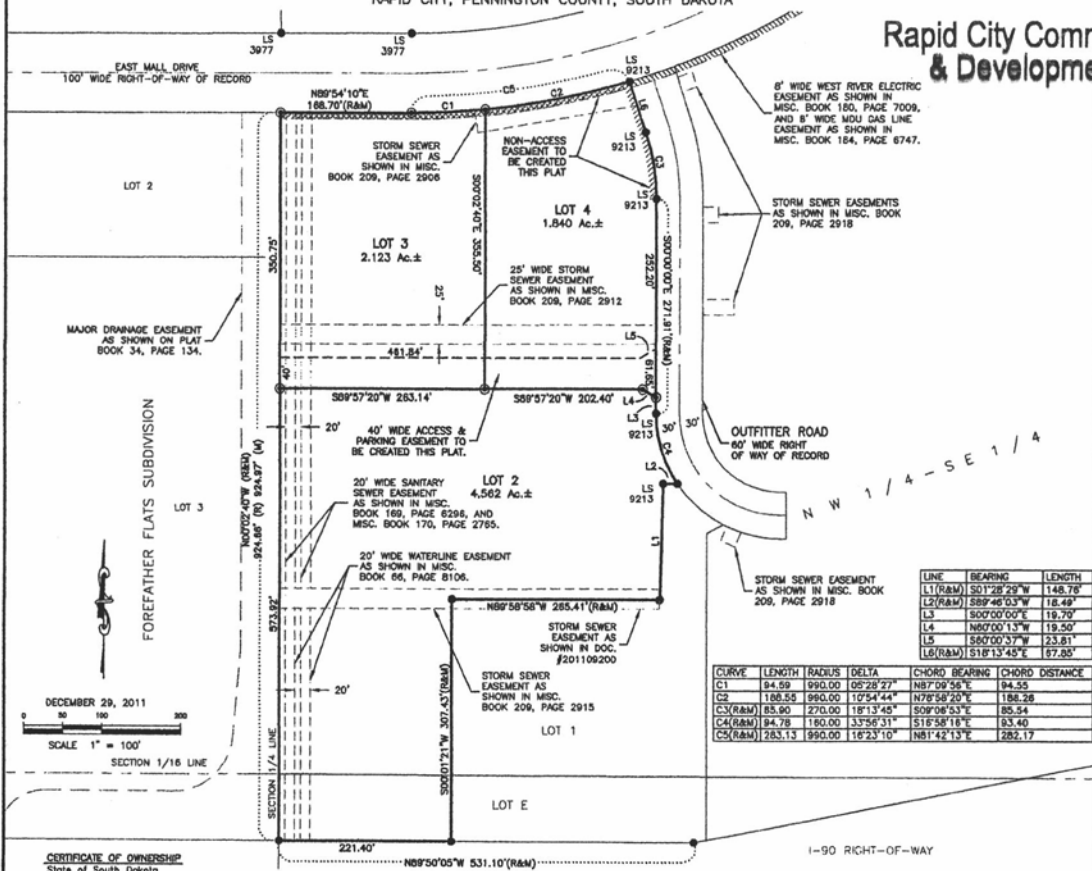 RAPID CITY, PENNINGTON COUNTY, SOUTH DAKOTA
Rapid City Comm
& Developme
LS
3977
LS
3977
EAST MALL DRIVE
100' WIDE RIGHT-OF-WAY OF RECORD
N89°54'10"E
168.70'(R&M)
C1
C5
C2
LS
9213
L6
LS
9213
C3
LS
9213
8' WIDE WEST RIVER ELECTRIC
EASEMENT AS SHOWN IN
MISC. BOOK 180, PAGE 7009,
AND 8' WIDE MDU GAS LINE
EASEMENT AS SHOWN IN
MISC. BOOK 184, PAGE 6747.
STORM SEWER
EASEMENT AS
SHOWN IN MISC.
BOOK 209, PAGE 2906
NON-ACCESS
EASEMENT TO
BE CREATED
THIS PLAT
LOT 2
LOT 3
2.123 Ac.±
LOT 4
1.840 Ac.±
STORM SEWER EASEMENTS
AS SHOWN IN MISC. BOOK
209, PAGE 2918
350.75'
S00°02'40"E 355.50'
252.20'
S00°00'00"E 271.91'(R&M)
25' WIDE STORM
SEWER EASEMENT
AS SHOWN IN MISC.
BOOK 209, PAGE 2912
25'
MAJOR DRAINAGE EASEMENT
AS SHOWN ON PLAT
BOOK 34, PAGE 134.
L5
461.84'
61.65'
40'
S89°57'20"W 263.14'
S89°57'20"W 202.40'
L4
L3
LS
9213
30'
30'
C4
20'
40' WIDE ACCESS &
PARKING EASEMENT TO
BE CREATED THIS PLAT.
OUTFITTER ROAD
60' WIDE RIGHT
OF WAY OF RECORD
FOREFATHER FLATS SUBDIVISION
LOT 3
N00°02'40"W (R&M)
924.86' (R) 924.97' (M)
LOT 2
4.562 Ac.±
L2
LS
9213
L1
NW 1/4 - SE 1/4
20' WIDE SANITARY
SEWER EASEMENT
AS SHOWN IN MISC.
BOOK 169, PAGE 6296, AND
MISC. BOOK 170, PAGE 2765.
20' WIDE WATERLINE EASEMENT
AS SHOWN IN MISC.
BOOK 66, PAGE 8106.
STORM SEWER EASEMENT
AS SHOWN IN MISC. BOOK
209, PAGE 2918
573.92'
N89°58'58"W 265.41'(R&M)
STORM SEWER
EASEMENT AS
SHOWN IN DOC.
#201109200
STORM SEWER
EASEMENT AS
SHOWN IN MISC.
BOOK 209, PAGE 2915
20'
S00°01'21"W 307.43'(R&M)
LOT 1
LINE BEARING LENGTH
L1(R&M) S01°28'29"W 148.76'
L2(R&M) S89°46'03"W 18.49'
L3 S00°00'00"E 19.70'
L4 N60°00'13"W 19.50'
L5 S60°00'37"W 23.81'
L6(R&M) S18°13'45"E 67.85'
CURVE LENGTH RADIUS DELTA CHORD BEARING CHORD DISTANCE
C1 94.59 990.00 05°28'27" N87°09'56"E 94.55
C2 188.55 990.00 10°54'44" N78°58'20"E 188.26
C3(R&M) 85.90 270.00 18°13'45" S09°06'53"E 85.54
C4(R&M) 94.78 160.00 33°56'31" S16°58'16"E 93.40
C5(R&M) 283.13 990.00 16°23'10" N81°42'13"E 282.17
DECEMBER 29, 2011
0 50 100 200
SCALE 1" = 100'
SECTION 1/16 LINE
SECTION 1/4 LINE
LOT E
221.40'
N89°50'05"W 531.10'(R&M)
I-90 RIGHT-OF-WAY
CERTIFICATE OF OWNERSHIP
State of South Dakota